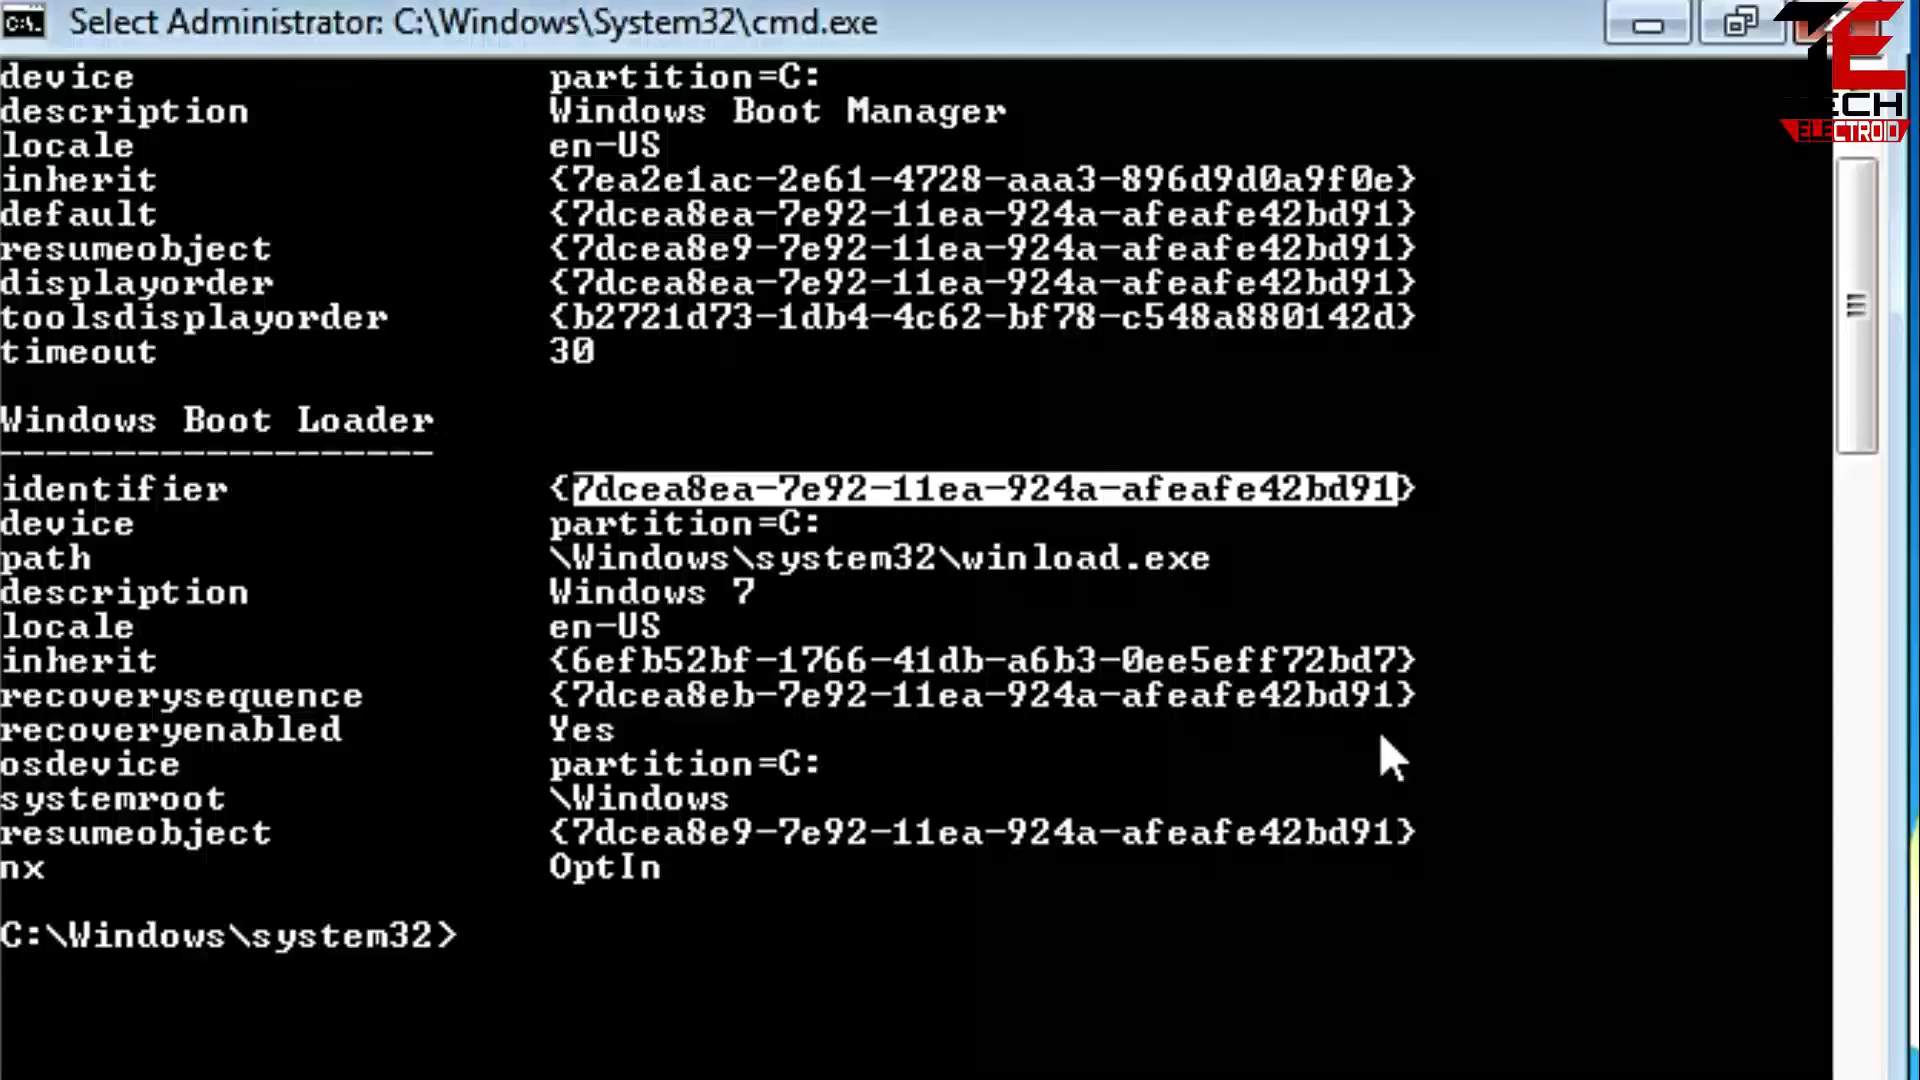 Select Administrator: C:\Windows\System32\cmd.exe
device partition=C:
description Windows Boot Manager
locale en-US
inherit {7ea2e1ac-2e61-4728-aaa3-896d9d0a9f0e}
default {7dcea8ea-7e92-11ea-924a-afeafe42bd91}
resumeobject {7dcea8e9-7e92-11ea-924a-afeafe42bd91}
displayorder {7dcea8ea-7e92-11ea-924a-afeafe42bd91}
toolsdisplayorder {b2721d73-1db4-4c62-bf78-c548a880142d}
timeout 30
Windows Boot Loader
-------------------
identifier {7dcea8ea-7e92-11ea-924a-afeafe42bd91}
device partition=C:
path \Windows\system32\winload.exe
description Windows 7
locale en-US
inherit {6efb52bf-1766-41db-a6b3-0ee5eff72bd7}
recoverysequence {7dcea8eb-7e92-11ea-924a-afeafe42bd91}
recoveryenabled Yes
osdevice partition=C:
systemroot \Windows
resumeobject {7dcea8e9-7e92-11ea-924a-afeafe42bd91}
nx OptIn
C:\Windows\system32>
TE
TECH
ELECTROID